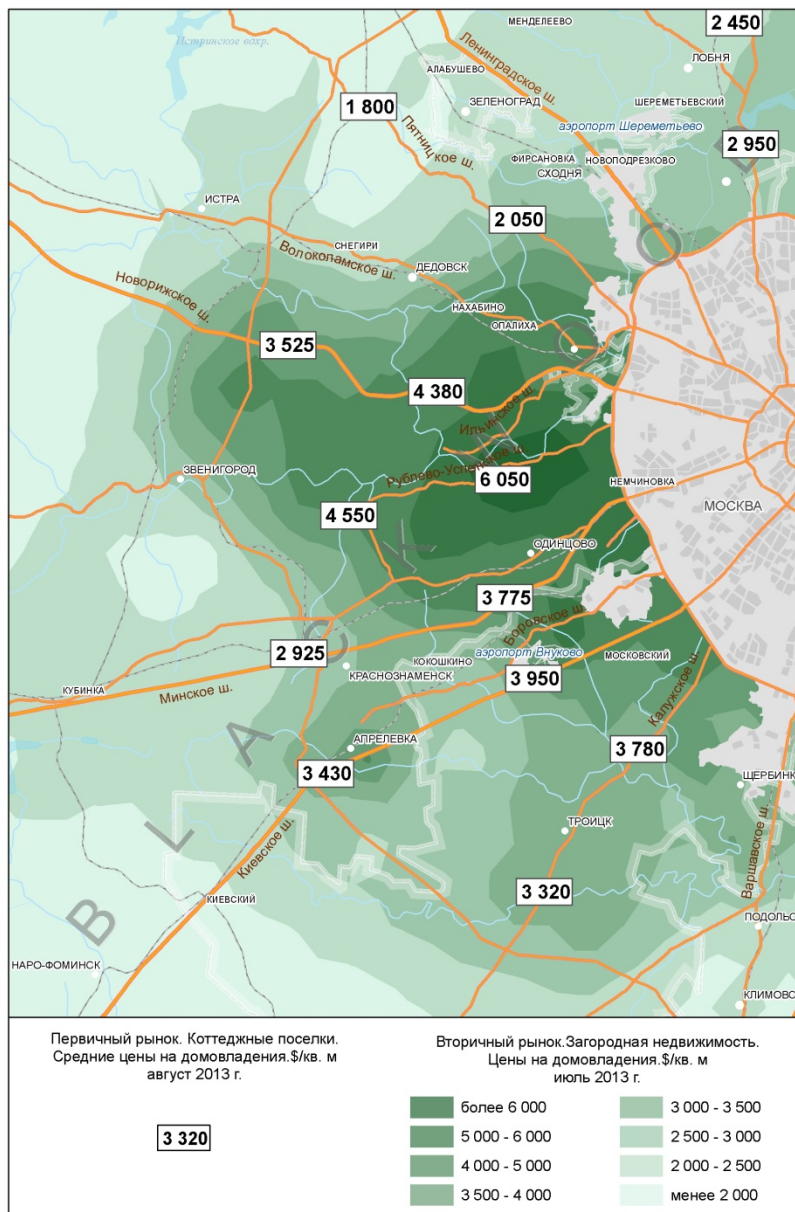 МЕНДЕЛЕЕВО
2 450
Истринское вдхр.
Ленинградское ш.
ЛОБНЯ
АЛАБУШЕВО
1 800
ЗЕЛЕНОГРАД
ШЕРЕМЕТЬЕВСКИЙ
аэропорт Шереметьево
Пятницкое ш.
2 950
ФИРСАНОВКА
НОВОПОДРЕЗКОВО
СХОДНЯ
ИСТРА
2 050
СНЕГИРИ
Волоколамское ш.
ДЕДОВСК
Новорижское ш.
НАХАБИНО
ОПАЛИХА
3 525
4 380
Ильинское ш.
Рублево-Успенское ш.
ЗВЕНИГОРОД
6 050
НЕМЧИНОВКА
МОСКВА
4 550
ОДИНЦОВО
3 775
Боровское ш.
2 925
аэропорт Внуково
МОСКОВСКИЙ
КОКОШКИНО
КРАСНОЗНАМЕНСК
3 950
Калужское ш.
КУБИНКА
Минское ш.
АПРЕЛЕВКА
3 780
3 430
ЩЕРБИНК
ТРОИЦК
Киевское ш.
Варшавское ш.
3 320
КИЕВСКИЙ
ПОДОЛЬС
НАРО-ФОМИНСК
КЛИМОВС
B L A C K
Первичный рынок. Коттеджные поселки.
Средние цены на домовладения.$/кв. м
август 2013 г.
3 320
Вторичный рынок.Загородная недвижимость.
Цены на домовладения.$/кв. м
июль 2013 г.
более 6 000
5 000 - 6 000
4 000 - 5 000
3 500 - 4 000
3 000 - 3 500
2 500 - 3 000
2 000 - 2 500
менее 2 000